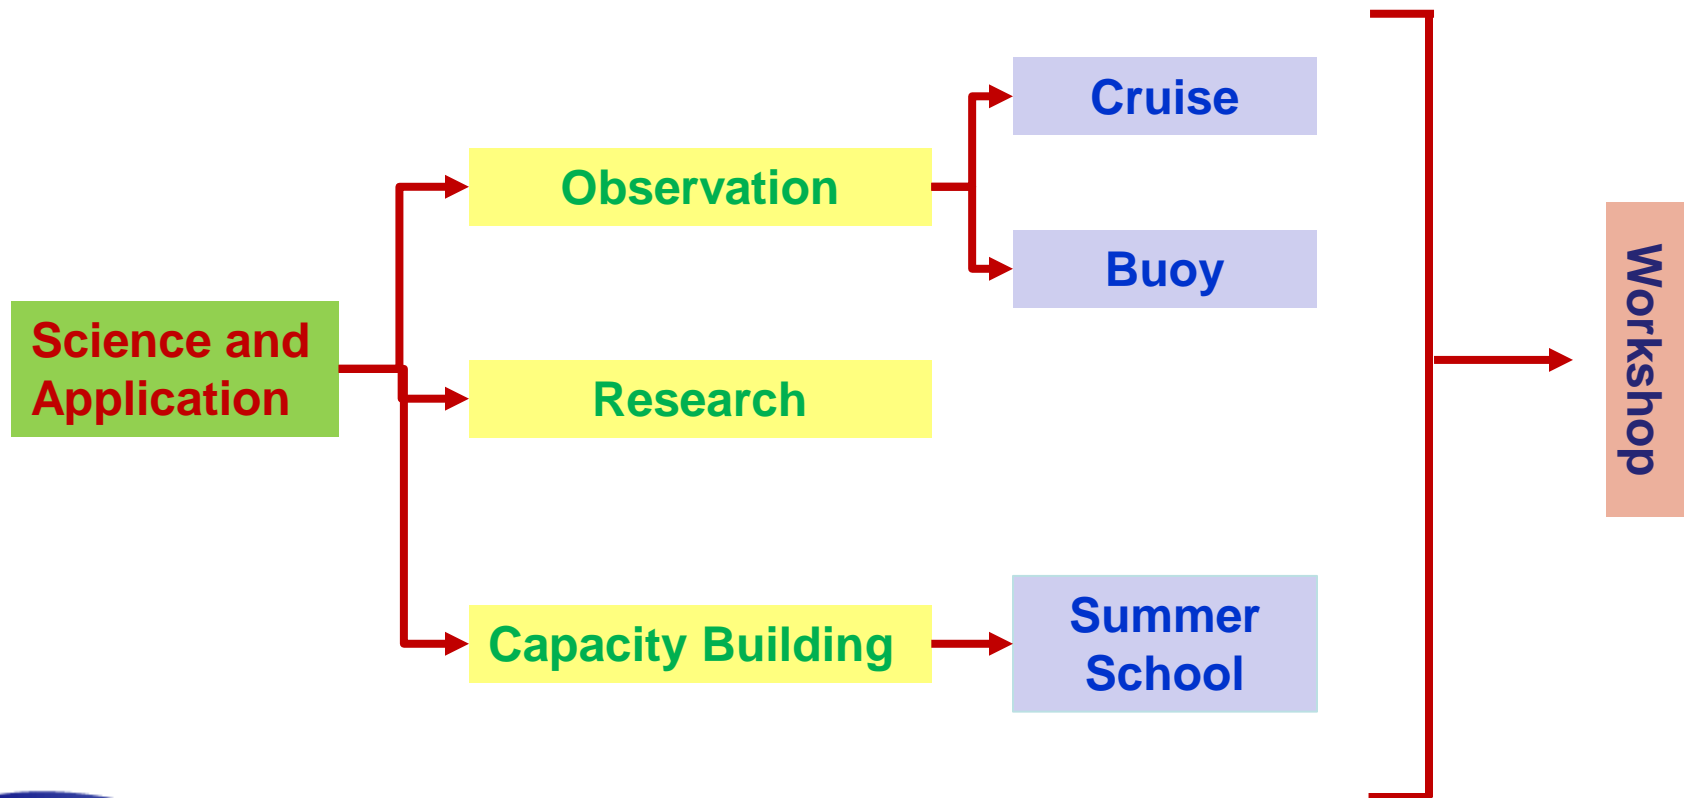 Science and
Application
Observation
Research
Capacity Building
Cruise
Buoy
Summer
School
Workshop